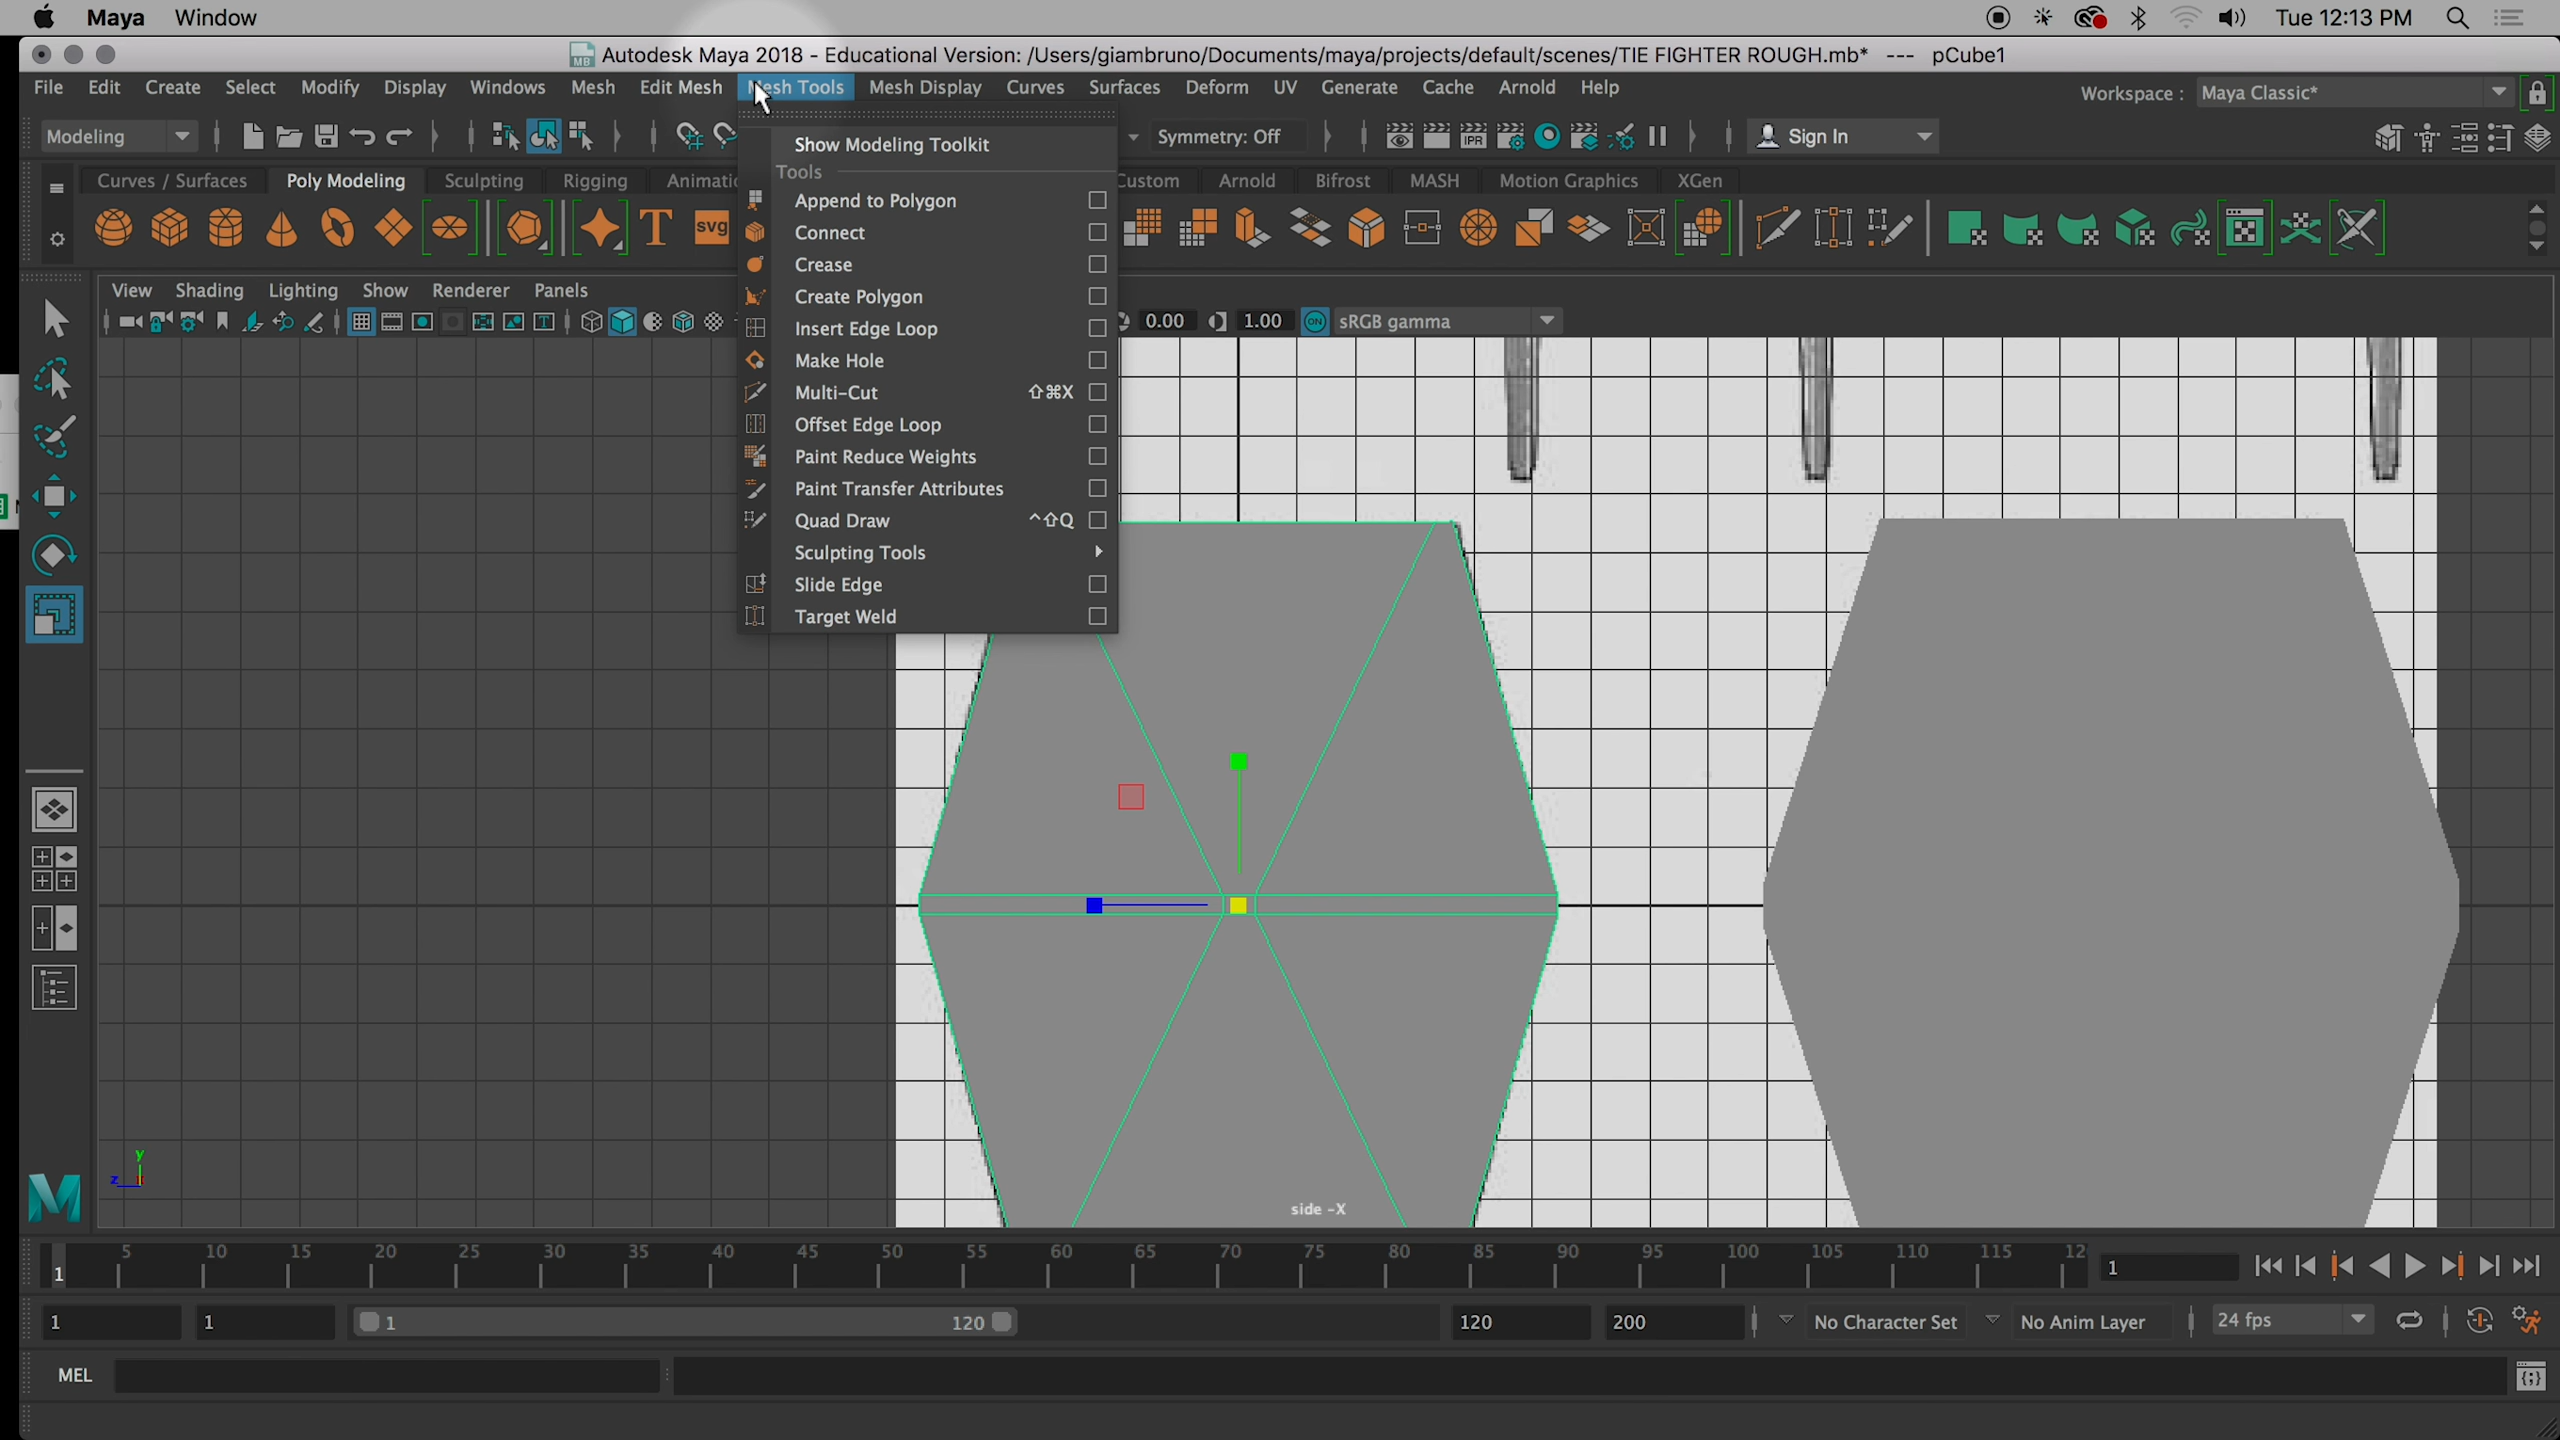 Maya Window Tue 12:13 PM
MB Autodesk Maya 2018 - Educational Version: /Users/giambruno/Documents/maya/projects/default/scenes/TIE FIGHTER ROUGH.mb* --- pCube1
File Edit Create Select Modify Display Windows Mesh Edit Mesh Mesh Tools Mesh Display Curves Surfaces Deform UV Generate Cache Arnold Help Workspace : Maya Classic*
Modeling Symmetry: Off IPR Sign In
Show Modeling Toolkit
Tools
Curves / Surfaces Poly Modeling Sculpting Rigging Animatic Custom Arnold Bifrost MASH Motion Graphics XGen
T svg
Append to Polygon
Connect
Crease
Create Polygon
Insert Edge Loop
Make Hole
Multi-Cut ⇧⌘X
Offset Edge Loop
Paint Reduce Weights
Paint Transfer Attributes
Quad Draw ^⇧Q
Sculpting Tools
Slide Edge
Target Weld
View Shading Lighting Show Renderer Panels
T 0.00 1.00 ON sRGB gamma
y
z
side -X
5 10 15 20 25 30 35 40 45 50 55 60 65 70 75 80 85 90 95 100 105 110 115 12
1 1
1 1 1 120 120 200 No Character Set No Anim Layer 24 fps
MEL